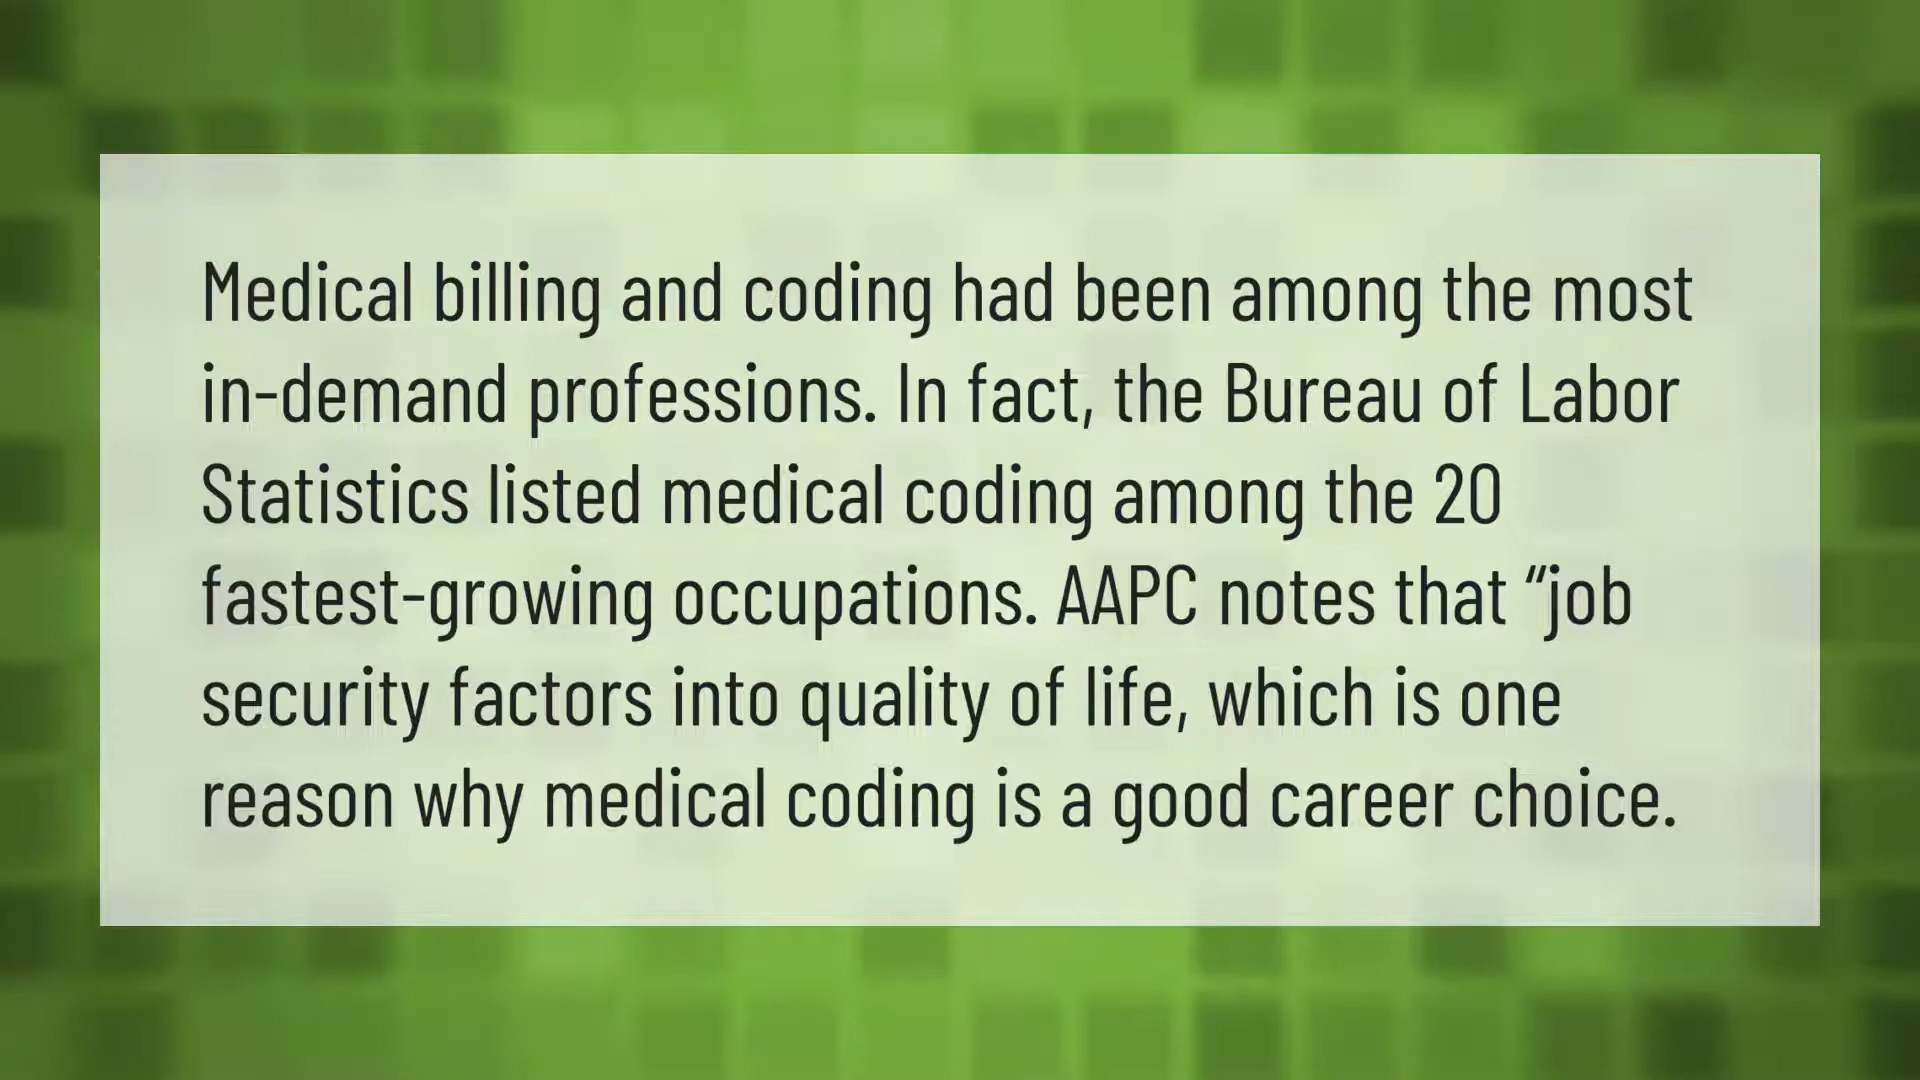 Medical billing and coding had been among the most
in-demand professions. In fact, the Bureau of Labor
Statistics listed medical coding among the 20
fastest-growing occupations. AAPC notes that “job
security factors into quality of life, which is one
reason why medical coding is a good career choice.